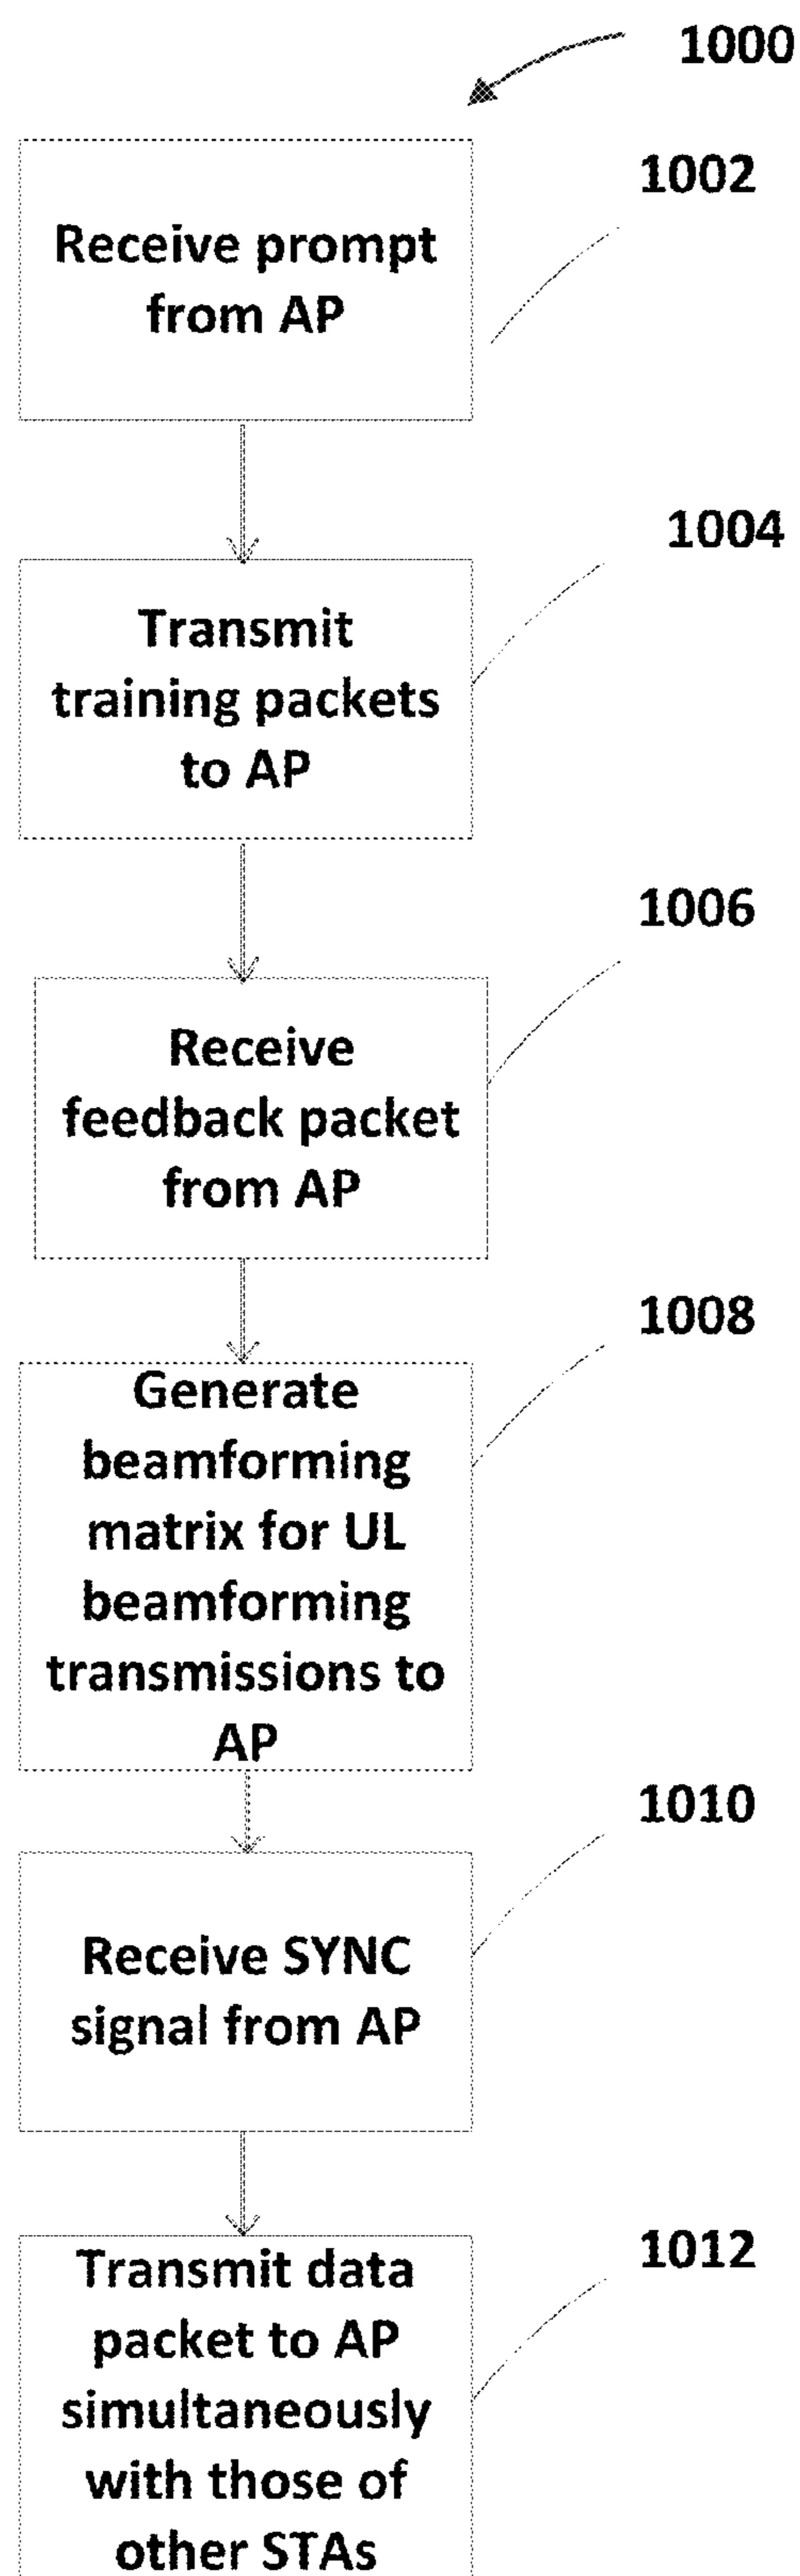 1000
1002
Receive prompt
from AP
1004
Transmit
training packets
to AP
1006
Receive
feedback packet
from AP
1008
Generate
beamforming
matrix for UL
beamforming
transmissions to
AP
1010
Receive SYNC
signal from AP
1012
Transmit data
packet to AP
simultaneously
with those of
other STAs